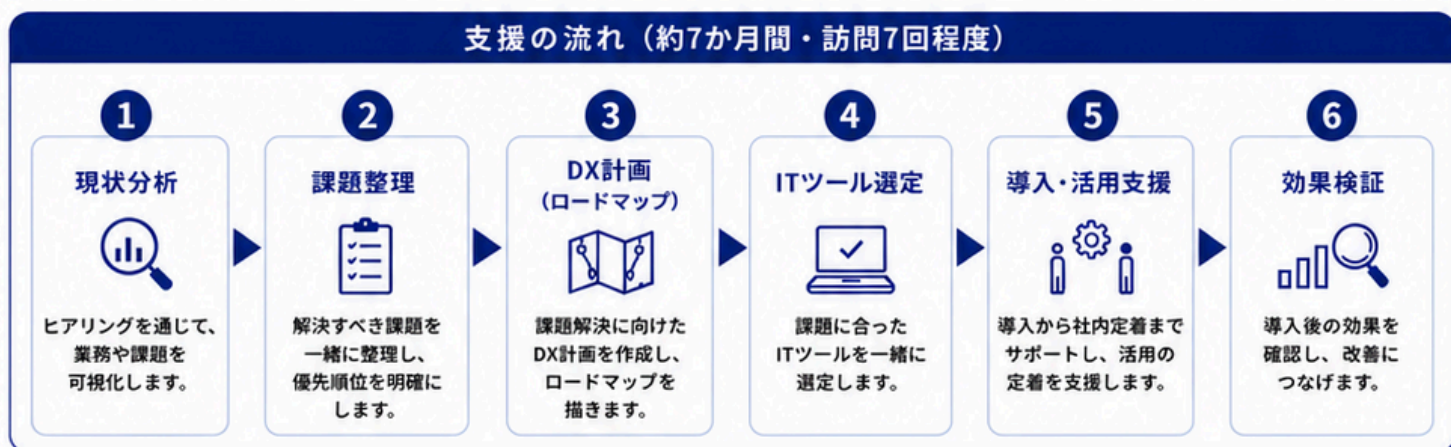 支援の流れ（約7か月間・訪問7回程度）
1
現状分析
ヒアリングを通じて、
業務や課題を
可視化します。
2
課題整理
解決すべき課題を
一緒に整理し、
優先順位を明確に
します。
3
DX計画
（ロードマップ）
課題解決に向けた
DX計画を作成し、
ロードマップを
描きます。
4
ITツール選定
課題に合った
ITツールを一緒に
選定します。
5
導入・活用支援
導入から社内定着まで
サポートし、活用の
定着を支援します。
6
効果検証
導入後の効果を
確認し、改善に
つなげます。